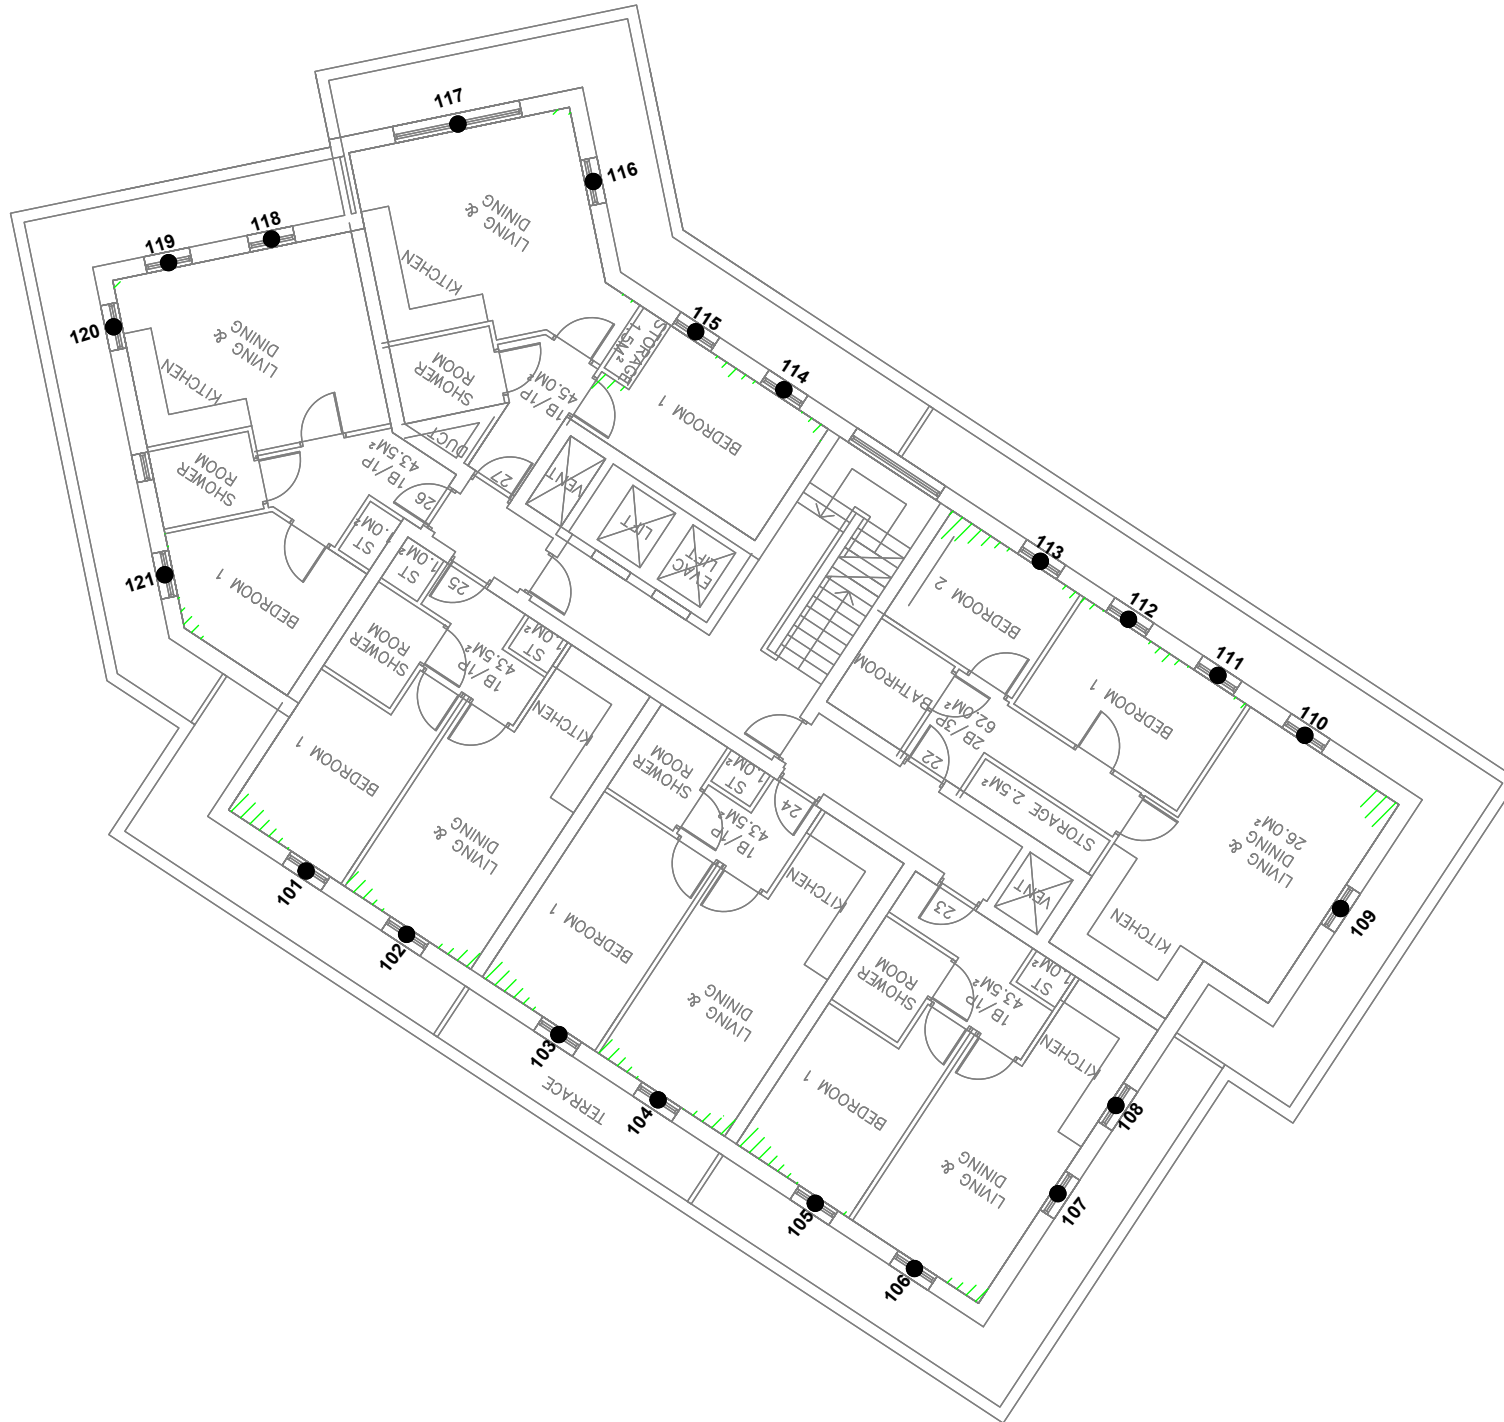 117
116
LIVING &
DINING
KITCHEN
118
119
120
LIVING &
DINING
KITCHEN
SHOWER
ROOM
SHOWER
ROOM
DUCT
STORAGE
1.5M²
1B/1P
45.0M²
115
114
BEDROOM 1
27
VENT
LIFT
EVAC
LIFT
1B/1P
43.5M²
26
ST
1.0M²
121
BEDROOM 1
ST
1.0M²
25
SHOWER
ROOM
1B/1P
43.5M²
ST
1.0M²
KITCHEN
BEDROOM 1
LIVING &
DINING
101
102
113
112
111
110
BEDROOM 2
BATHROOM
BEDROOM 1
2B/3P
62.0M²
22
STORAGE 2.5M²
LIVING &
DINING
26.0M²
KITCHEN
VENT
109
SHOWER
ROOM
ST
1.0M²
1B/1P
43.5M²
24
KITCHEN
BEDROOM 1
LIVING &
DINING
103
104
TERRACE
23
SHOWER
ROOM
1B/1P
43.5M²
ST
1.0M²
KITCHEN
BEDROOM 1
LIVING &
DINING
108
107
105
106